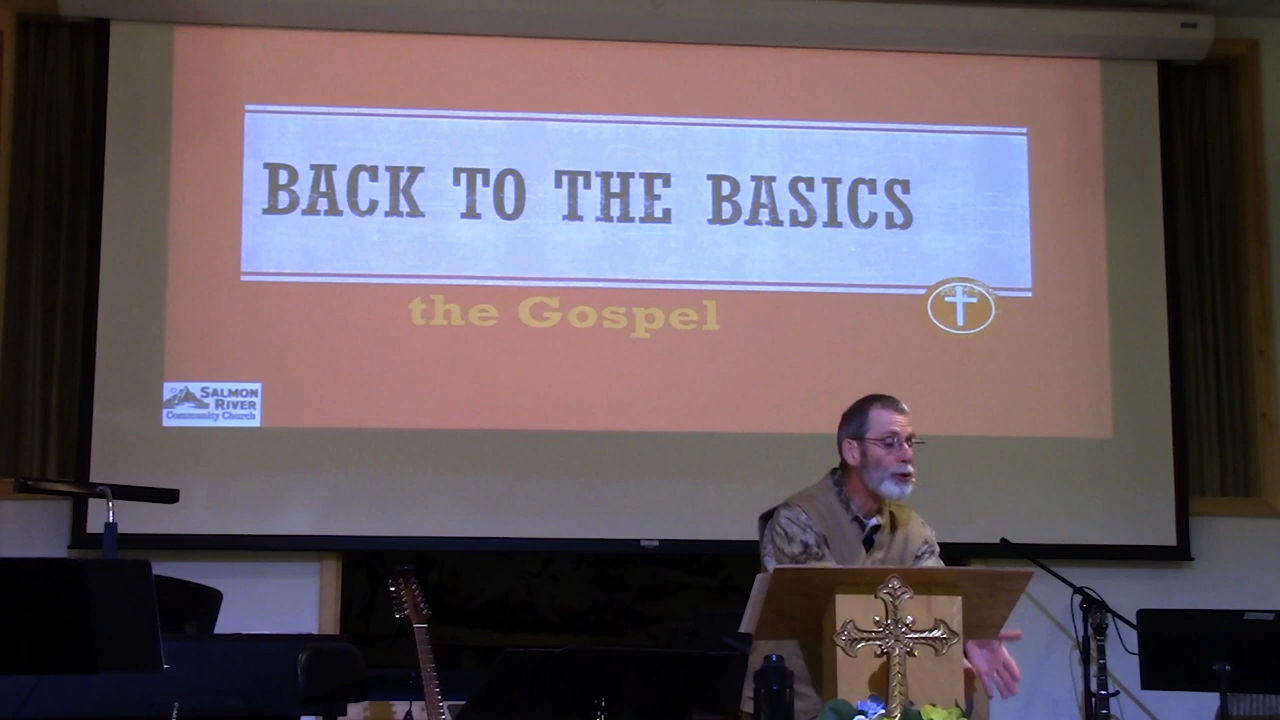 BACK TO THE BASICS
the Gospel
SALMON
RIVER
Community Church